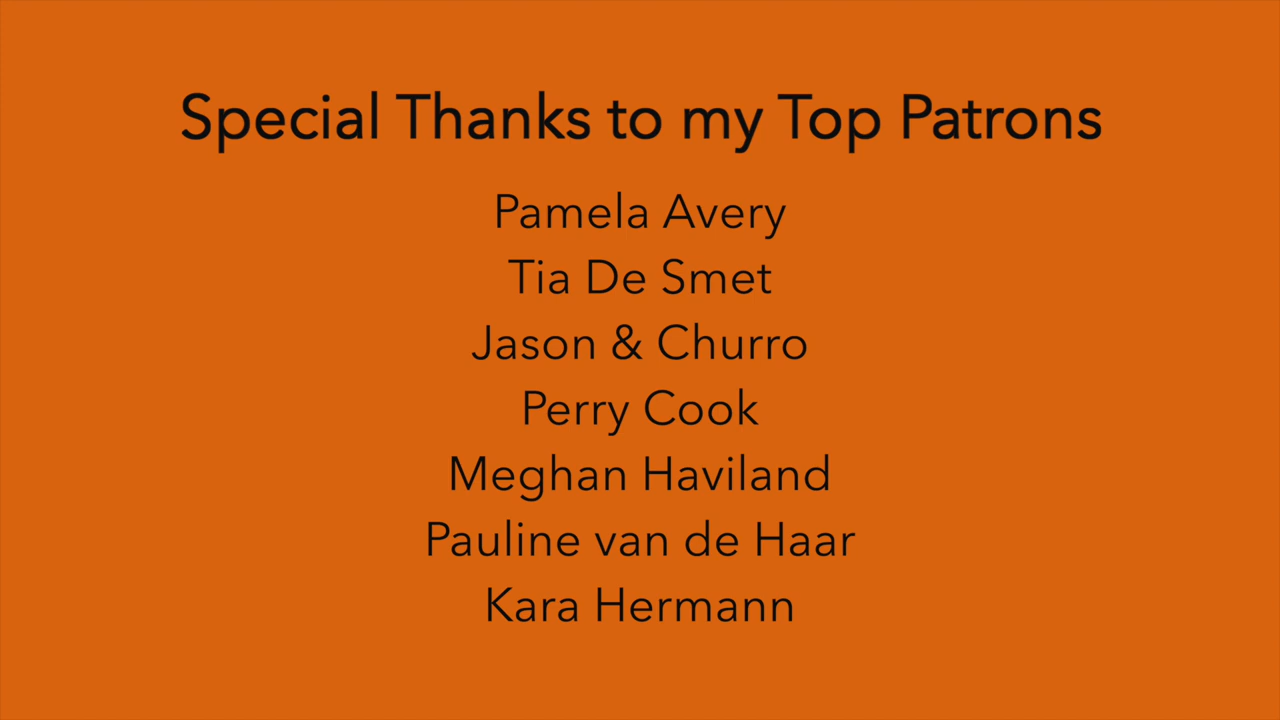 Special Thanks to my Top Patrons
Pamela Avery
Tia De Smet
Jason & Churro
Perry Cook
Meghan Haviland
Pauline van de Haar
Kara Hermann